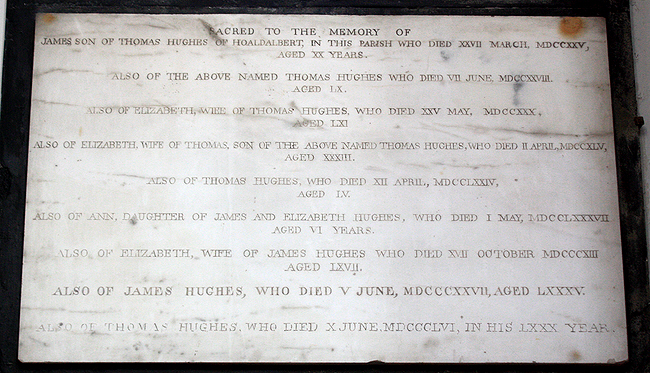 SACRED TO THE MEMORY OF
JAMES SON OF THOMAS HUGHES OF HOALDALBERT, IN THIS PARISH WHO DIED XXVII MARCH, MDCCXXV,
AGED XX YEARS.
ALSO OF THE ABOVE NAMED THOMAS HUGHES WHO DIED VII JUNE, MDCCXXVIII.
AGED LX.
ALSO OF ELIZABETH, WIFE OF THOMAS HUGHES, WHO DIED XXV MAY, MDCCXXX,
AGED LXI
ALSO OF ELIZABETH, WIFE OF THOMAS, SON OF THE ABOVE NAMED THOMAS HUGHES, WHO DIED II APRIL, MDCCXLV,
AGED XXXIII.
ALSO OF THOMAS HUGHES, WHO DIED XII APRIL, MDCCLXXIV,
AGED LV.
ALSO OF ANN, DAUGHTER OF JAMES AND ELIZABETH HUGHES, WHO DIED I MAY, MDCCLXXXVII
AGED VI YEARS.
ALSO OF ELIZABETH, WIFE OF JAMES HUGHES WHO DIED XVII OCTOBER MDCCCXIII
AGED LXVII.
ALSO OF JAMES HUGHES, WHO DIED V JUNE, MDCCCXXVII, AGED LXXXV.
ALSO OF THOMAS HUGHES, WHO DIED X JUNE, MDCCCLVI, IN HIS LXXX YEAR.